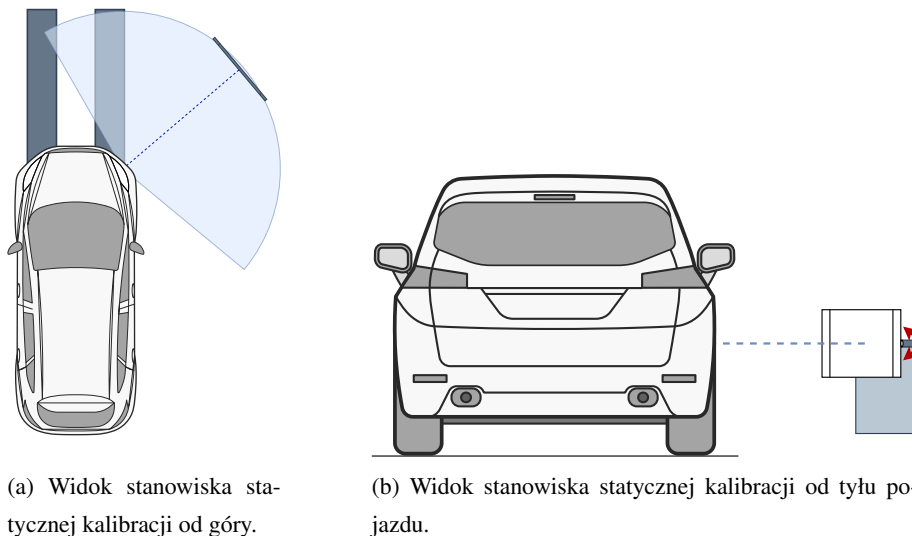 (a) Widok stanowiska sta-
tycznej kalibracji od góry.
(b) Widok stanowiska statycznej kalibracji od tyłu po-
jazdu.